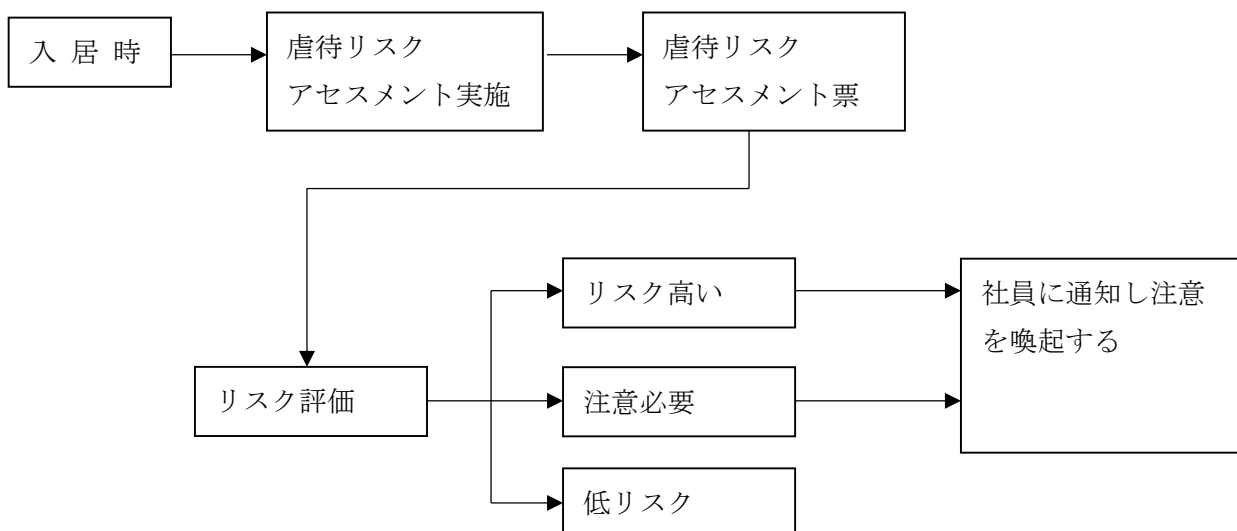 入 居 時
虐待リスク
アセスメント実施
虐待リスク
アセスメント票
リスク高い
社員に通知し注意
を喚起する
リスク評価
注意必要
低リスク